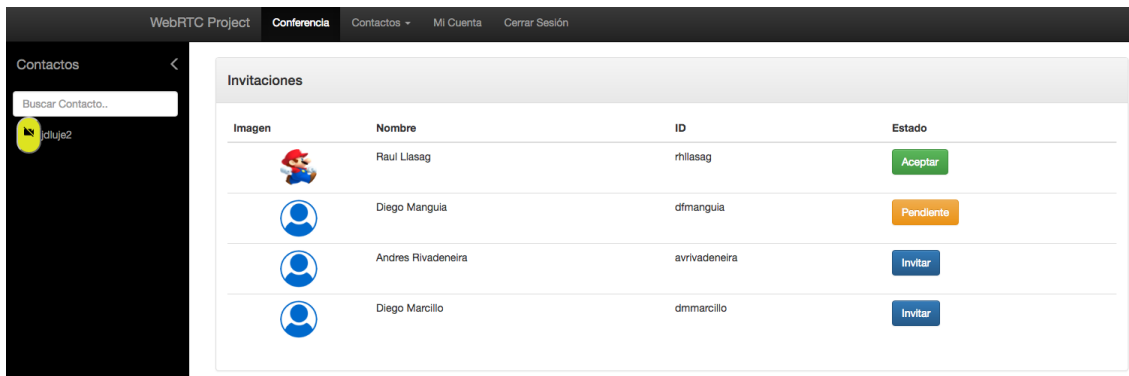 WebRTC Project Conferencia Contactos Mi Cuenta Cerrar Sesión
Contactos
Buscar Contacto..
jdluje2
Invitaciones
Imagen Nombre ID Estado
Raul Llasag rhllasag Aceptar
Diego Manguia dfmanguia Pendiente
Andres Rivadeneira avrivadeneira Invitar
Diego Marcillo dmmarcillo Invitar